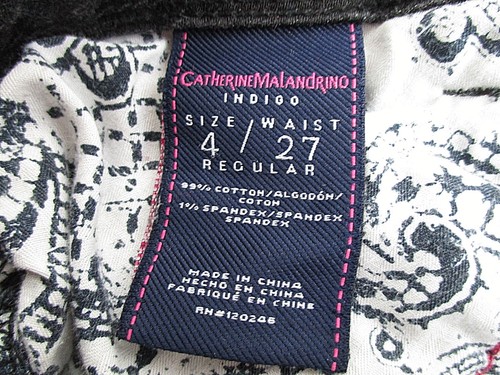 CATHERINEMALANDRINO
INDIGO
SIZE / WAIST
4 / 27
REGULAR
99% COTTON/ALGODÓN/
COTON
1% SPANDEX/SPANDEX
SPANDEX
MADE IN CHINA
HECHO EN CHINA
FABRIQUÉ EN CHINE
RN#120245